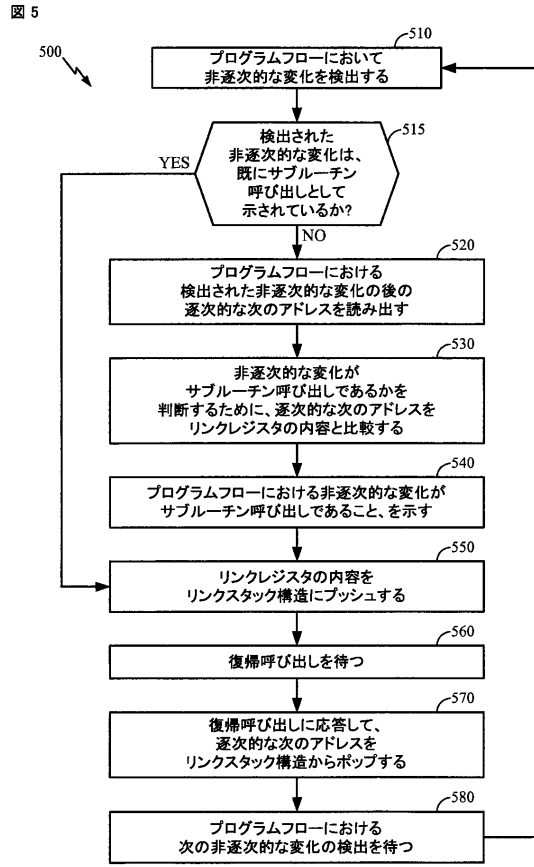 図 5
500
510
プログラムフローにおいて
非逐次的な変化を検出する
515
検出された
非逐次的な変化は、
既にサブルーチン
呼び出しとして
示されているか?
YES
NO
520
プログラムフローにおける
検出された非逐次的な変化の後の
逐次的な次のアドレスを読み出す
530
非逐次的な変化が
サブルーチン呼び出しであるかを
判断するために、逐次的な次のアドレスを
リンクレジスタの内容と比較する
540
プログラムフローにおける非逐次的な変化が
サブルーチン呼び出しであること、を示す
550
リンクレジスタの内容を
リンクスタック構造にプッシュする
560
復帰呼び出しを待つ
570
復帰呼び出しに応答して、
逐次的な次のアドレスを
リンクスタック構造からポップする
580
プログラムフローにおける
次の非逐次的な変化の検出を待つ